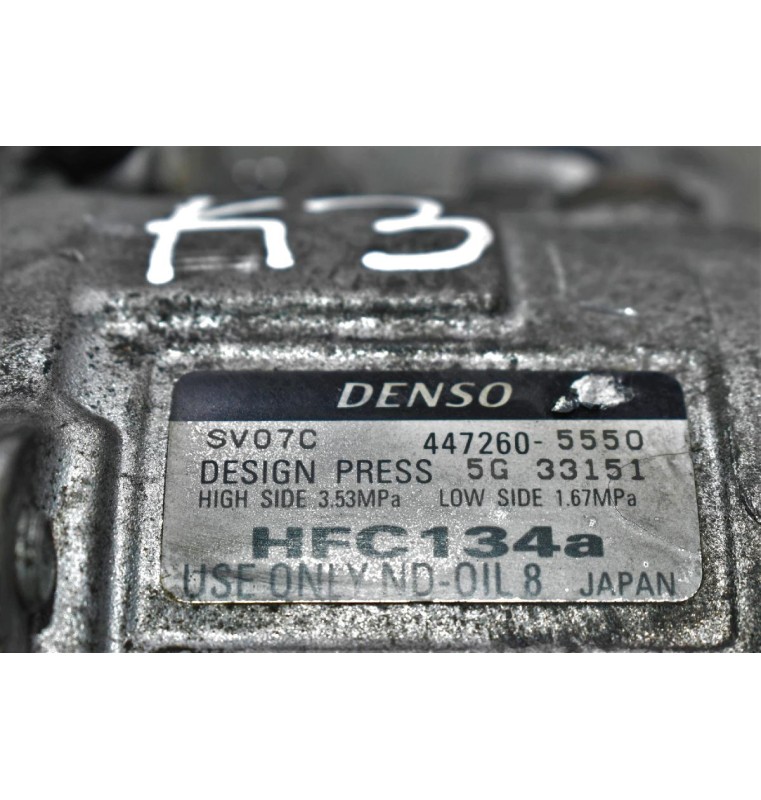 K3
DENSO
SV07C 447260-5550
DESIGN PRESS 5G 33151
HIGH SIDE 3.53MPa LOW SIDE 1.67MPa
HFC134a
USE ONLY ND-OIL 8 JAPAN